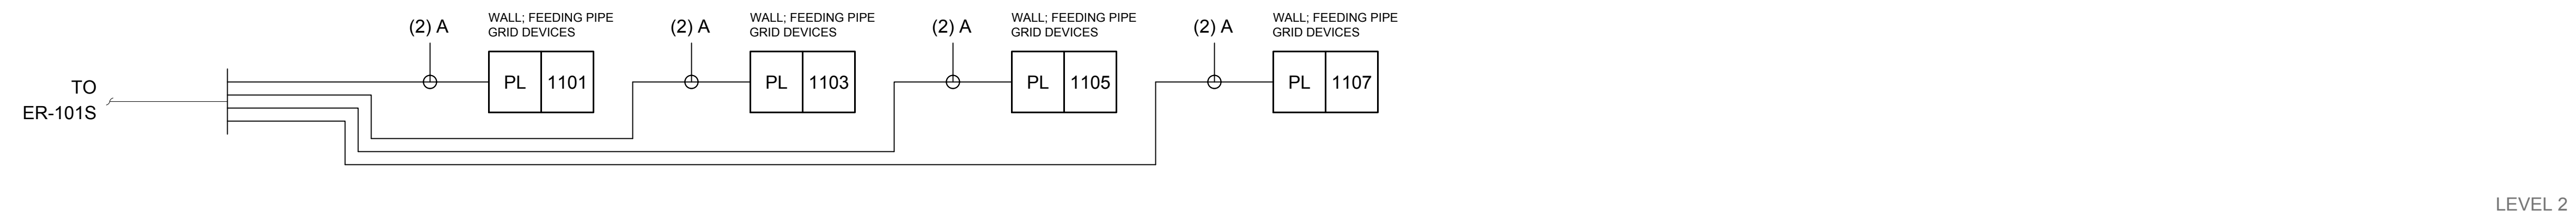 TO
ER-101S
(2) A
WALL; FEEDING PIPE
GRID DEVICES
PL 1101
(2) A
WALL; FEEDING PIPE
GRID DEVICES
PL 1103
(2) A
WALL; FEEDING PIPE
GRID DEVICES
PL 1105
(2) A
WALL; FEEDING PIPE
GRID DEVICES
PL 1107
LEVEL 2